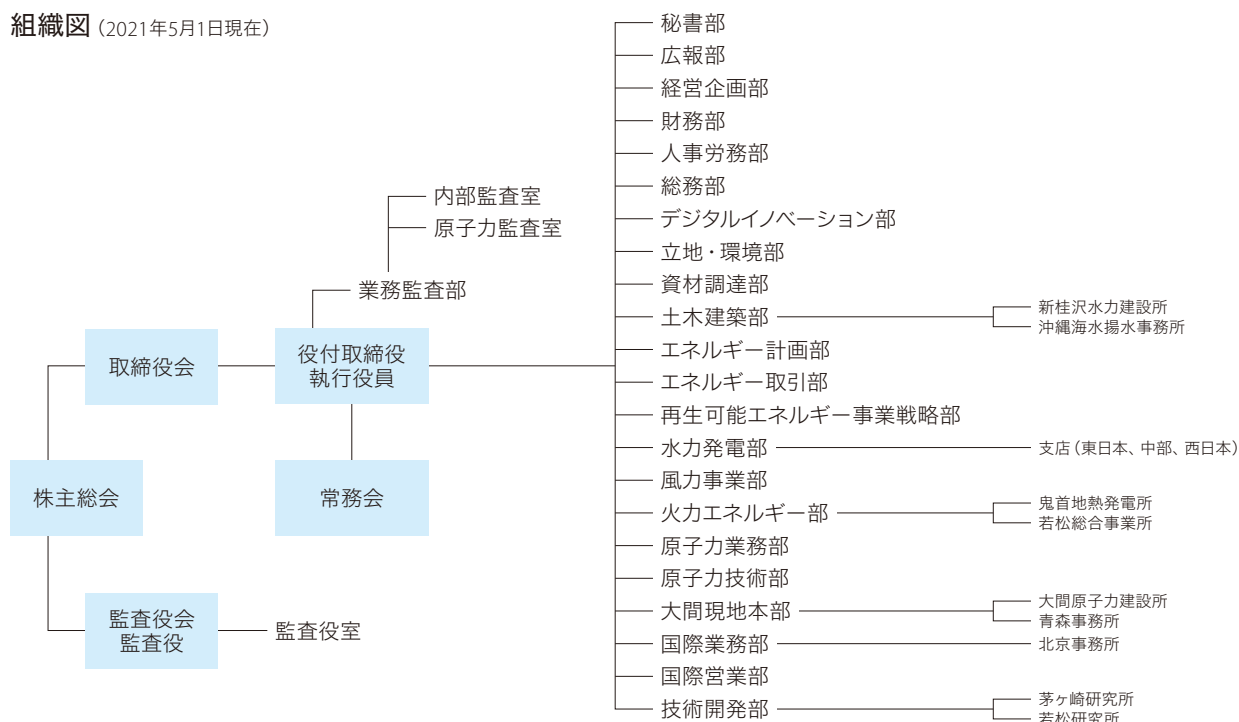 組織図（2021年5月1日現在）
秘書部
広報部
経営企画部
財務部
人事労務部
総務部
デジタルイノベーション部
立地・環境部
資材調達部
土木建築部
新桂沢水力建設所
沖縄海水揚水事務所
エネルギー計画部
エネルギー取引部
再生可能エネルギー事業戦略部
水力発電部
支店（東日本、中部、西日本）
風力事業部
火力エネルギー部
鬼首地熱発電所
若松総合事業所
原子力業務部
原子力技術部
大間現地本部
大間原子力建設所
青森事務所
国際業務部
北京事務所
国際営業部
技術開発部
茅ヶ崎研究所
若松研究所
内部監査室
原子力監査室
業務監査部
取締役会
役付取締役
執行役員
株主総会
常務会
監査役会
監査役
監査役室